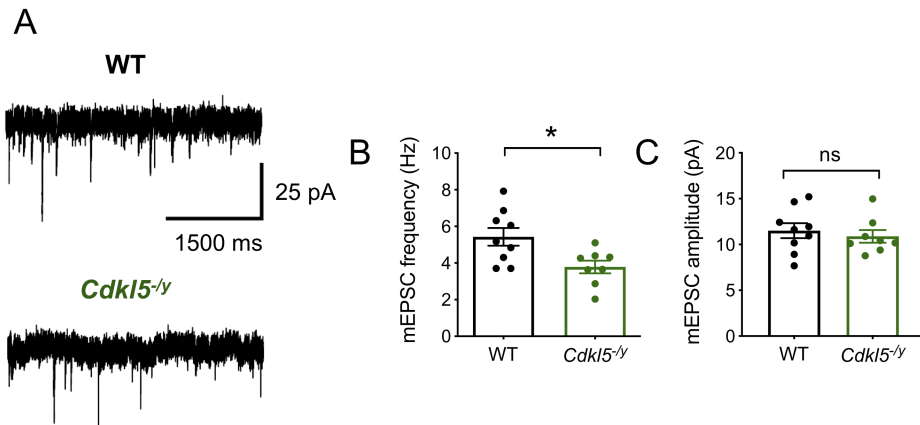 A
WT
25 pA
1500 ms
Cdkl5-/y
B
mEPSC frequency (Hz)
10
8
6
4
2
0
*
WT
Cdkl5-/y
C
mEPSC amplitude (pA)
20
15
10
5
0
ns
WT
Cdkl5-/y